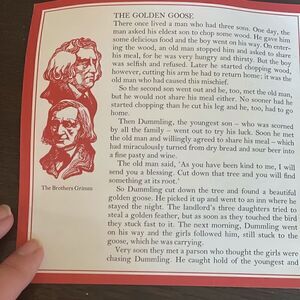 THE GOLDEN GOOSE
There once lived a man who had three sons. One day, the
man asked his eldest son to chop some wood. He gave him
some delicious food and the boy went on his way. On enter-
ing the wood, an old man stopped him and asked to share
his meal, for he was very hungry and thirsty. But the boy
was selfish and refused. Later he started chopping wood,
however, cutting his arm he had to return home; it was the
old man who had caused this mischief.
So the second son went out and he, too, met the old man,
but he would not share his meal either. No sooner had he
started chopping than he cut his leg and he, too, had to go
home.
Then Dummling, the youngest son – who was scorned
by all the family – went out to try his luck. Soon he met
the old man and willingly agreed to share his meal – which
had miraculously turned from dry bread and sour beer into
a fine pasty and wine.
The old man said, 'As you have been kind to me, I will
send you a blessing. Cut down that tree and you will find
something at its root.'
So Dummling cut down the tree and found a beautiful
golden goose. He picked it up and went to an inn where he
stayed the night. The landlord's three daughters tried to
steal a golden feather, but as soon as they touched the bird
they stuck fast to it. The next morning, Dummling went
on his way and the girls followed him, still stuck to the
goose, which he was carrying.
Very soon they met a parson who thought the girls were
chasing Dummling. He caught hold of the youngest and
The Brothers Grimm